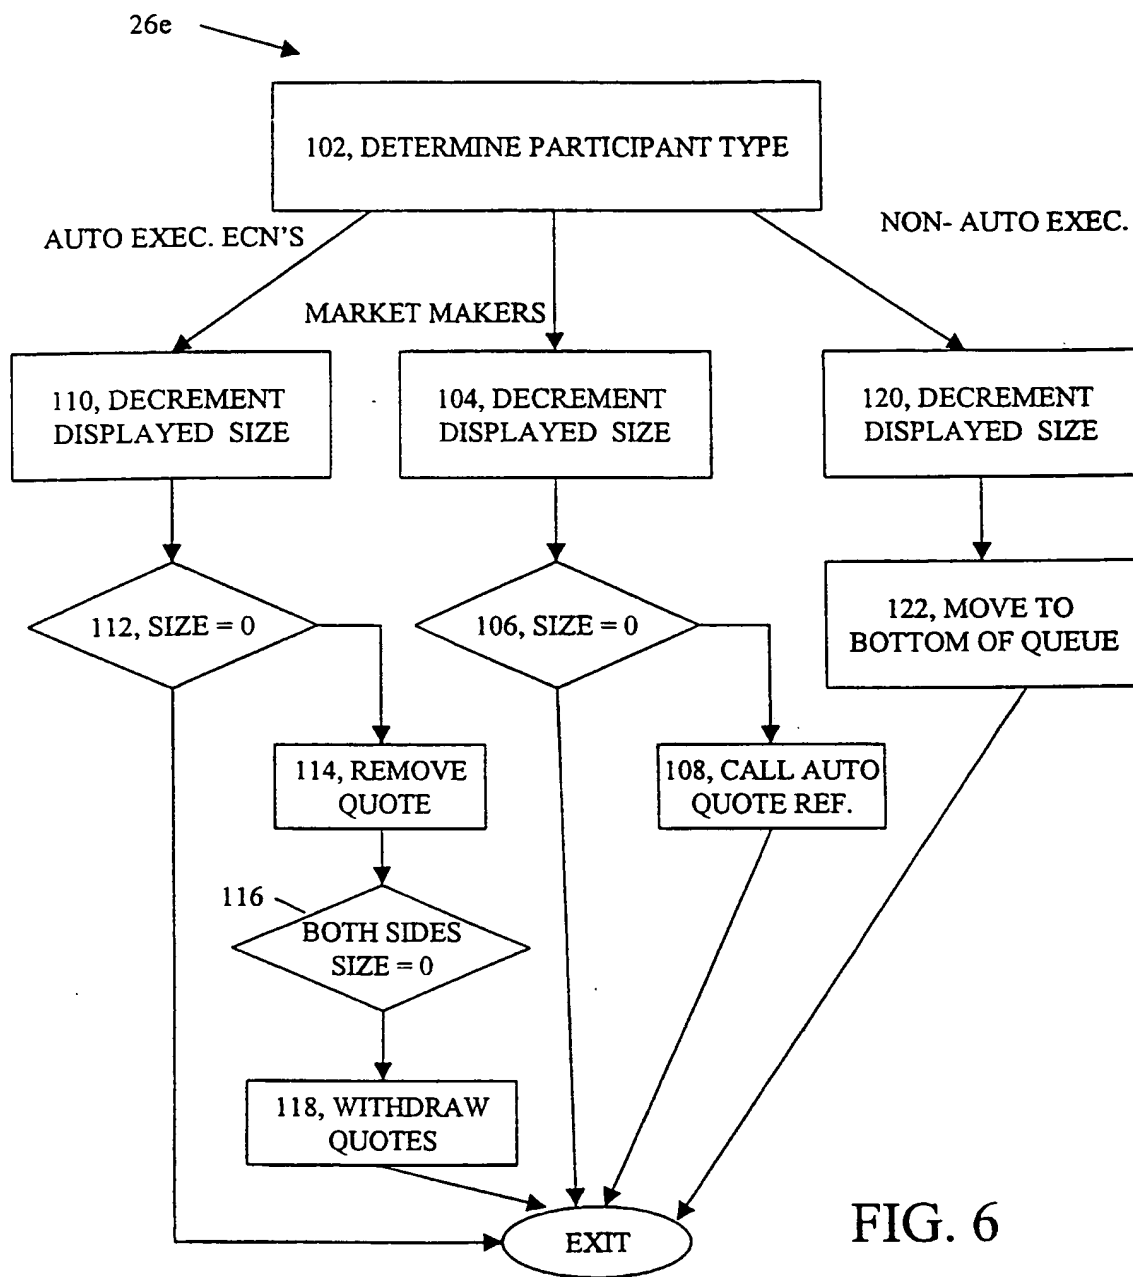 26e
102, DETERMINE PARTICIPANT TYPE
AUTO EXEC. ECN'S
NON- AUTO EXEC.
MARKET MAKERS
110, DECREMENT
DISPLAYED SIZE
104, DECREMENT
DISPLAYED SIZE
120, DECREMENT
DISPLAYED SIZE
112, SIZE = 0
106, SIZE = 0
122, MOVE TO
BOTTOM OF QUEUE
114, REMOVE
QUOTE
108, CALL AUTO
QUOTE REF.
116
BOTH SIDES
SIZE = 0
118, WITHDRAW
QUOTES
EXIT
FIG. 6